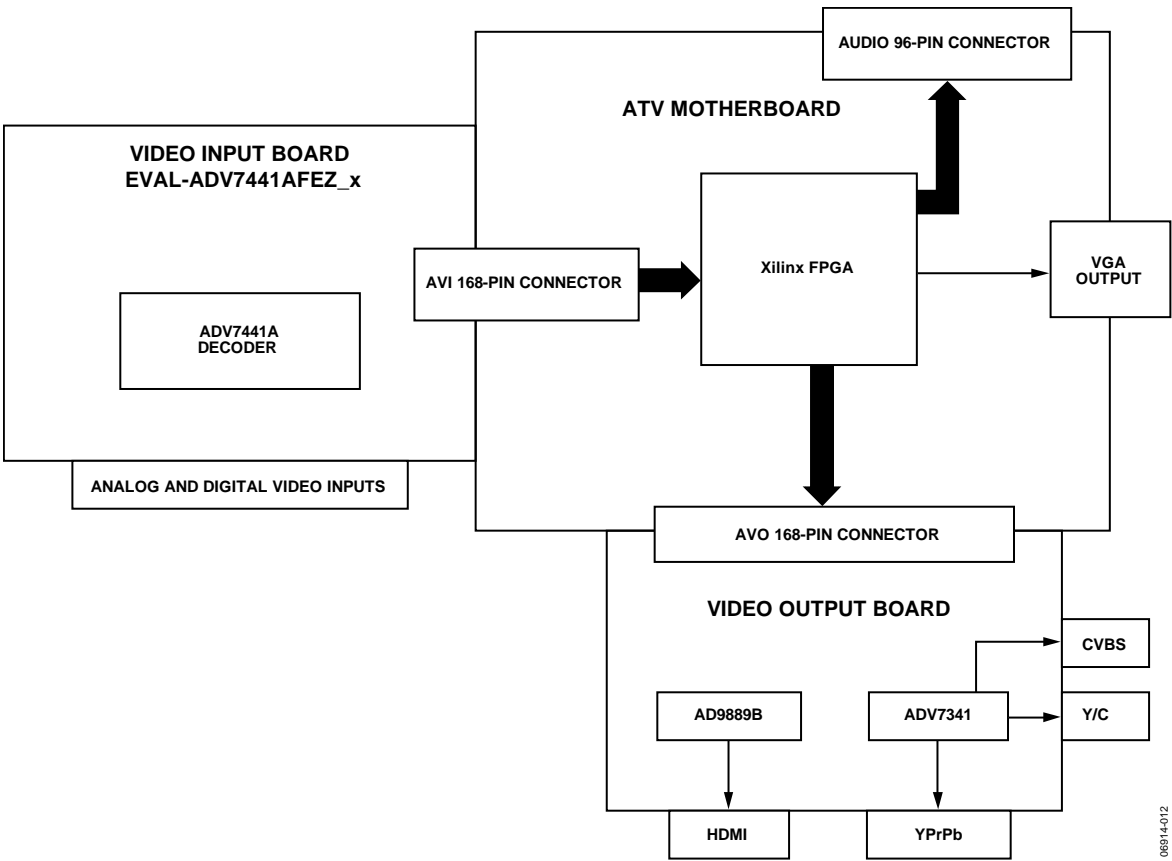 AUDIO 96-PIN CONNECTOR
ATV MOTHERBOARD
VIDEO INPUT BOARD
EVAL-ADV7441AFEZ_x
AVI 168-PIN CONNECTOR
Xilinx FPGA
VGA
OUTPUT
ADV7441A
DECODER
ANALOG AND DIGITAL VIDEO INPUTS
AVO 168-PIN CONNECTOR
VIDEO OUTPUT BOARD
CVBS
AD9889B
ADV7341
Y/C
HDMI
YPrPb
06914-012